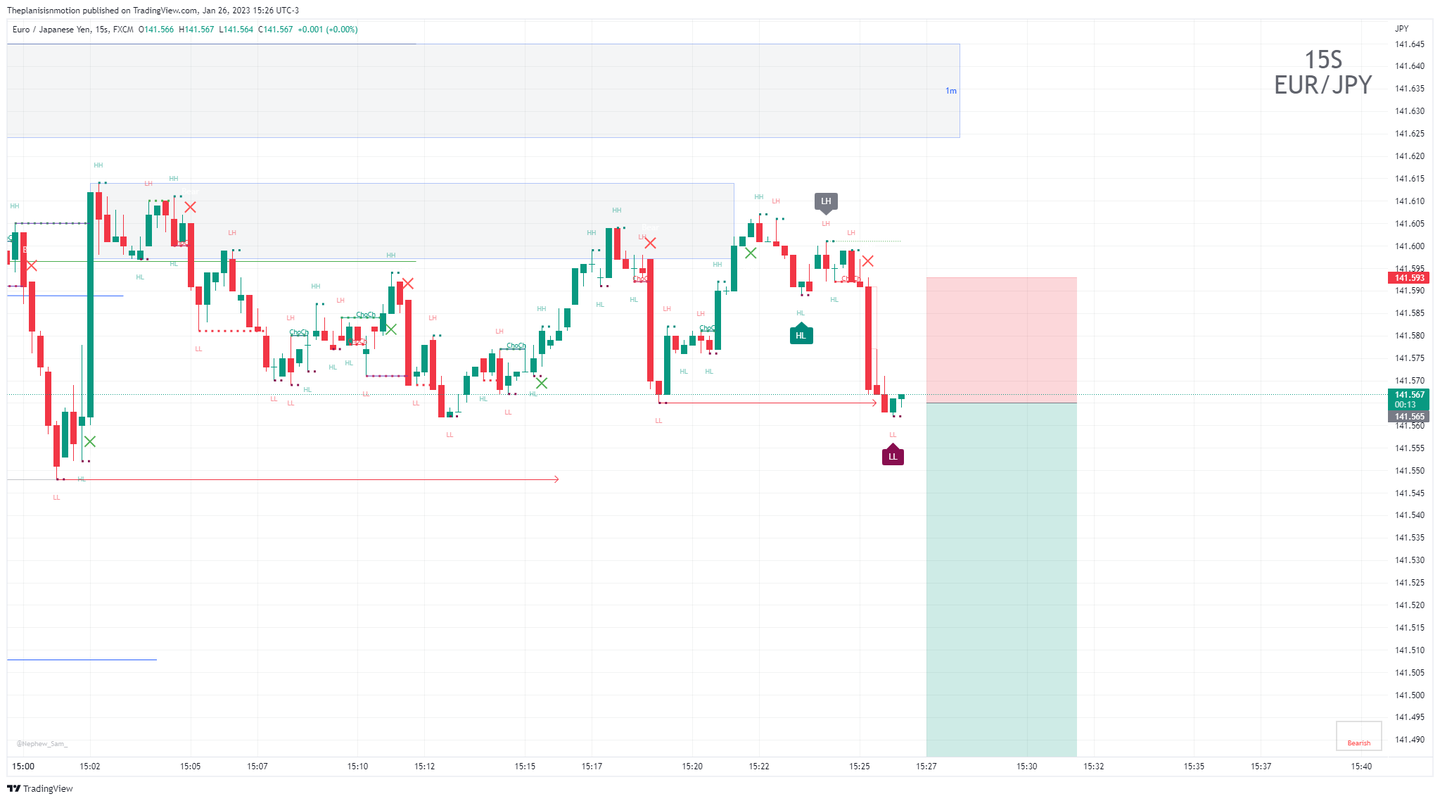 Theplanisisnmotion published on TradingView.com, Jan 26, 2023 15:26 UTC-3
Euro / Japanese Yen, 15s, FXCM O141.566 H141.567 L141.564 C141.567 +0.001 (+0.00%)
JPY
15S
EUR/JPY
1m
141.645
141.640
141.635
141.630
141.625
141.620
141.615
141.610
141.605
141.600
141.595
141.593
141.590
141.585
141.580
141.575
141.570
141.567
00:13
141.565
141.560
141.555
141.550
141.545
141.540
141.535
141.530
141.525
141.520
141.515
141.510
141.505
141.500
141.495
141.490
HH
HH
LH
HH
HL
HL
LH
LL
HH
LH
LH
HH
ChoCh
ChoCh
LL
LL
HL
HL
HL
LL
LH
LL
LH
ChoCh
HL
LL
HL
HH
HH
HH
LH
HL
HL
LL
LH
LH
ChoCh
HL
HL
HH
HH
LH
LH
LH
LH
HL
HL
HL
LL
LL
LL
HL
@Nephew_Sam_
Bearish
15:00 15:02 15:05 15:07 15:10 15:12 15:15 15:17 15:20 15:22 15:25 15:27 15:30 15:32 15:35 15:37 15:40
TradingView